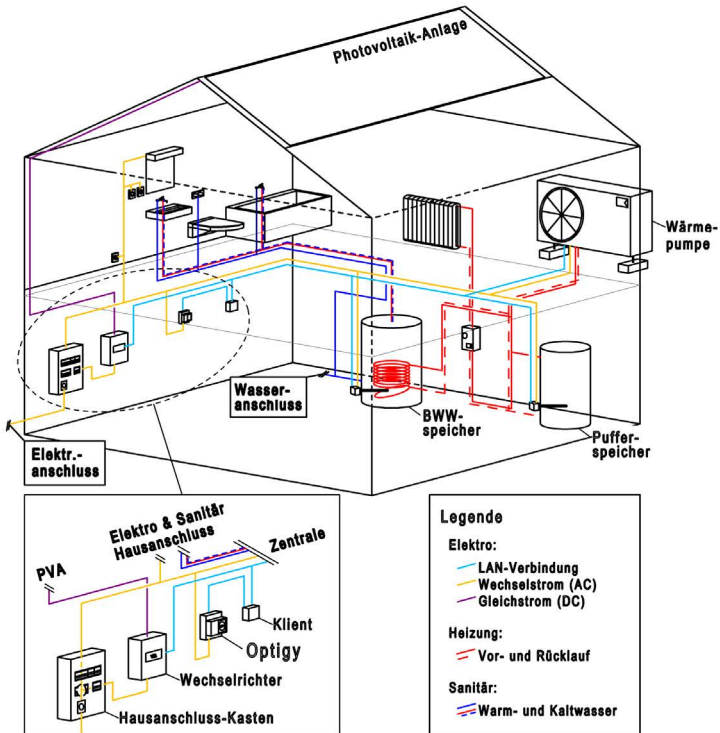 Photovoltaik-Anlage
Wärme-
pumpe
Wasser-
anschluss
BWW-
speicher
Puffer-
speicher
Elektr.-
anschluss
Elektro & Sanitär
Hausanschluss
Zentrale
PVA
Klient
Optigy
Wechselrichter
Hausanschluss-Kasten
Legende
Elektro:
LAN-Verbindung
Wechselstrom (AC)
Gleichstrom (DC)
Heizung:
Vor- und Rücklauf
Sanitär:
Warm- und Kaltwasser